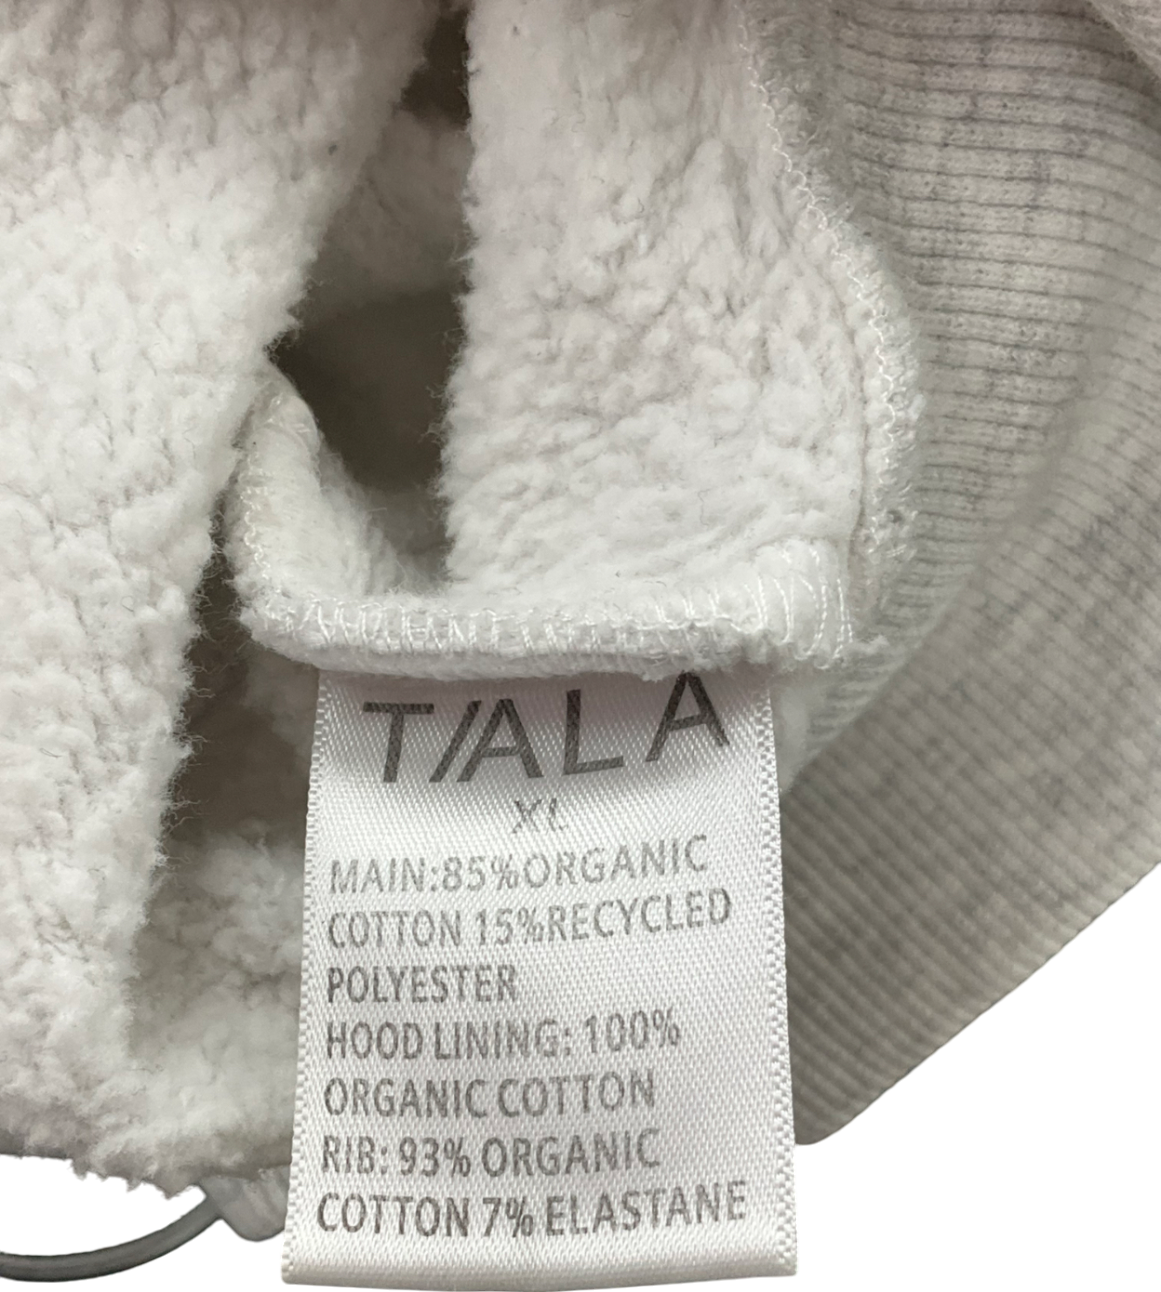 T/ALA
XL
MAIN:85%ORGANIC
COTTON 15%RECYCLED
POLYESTER
HOOD LINING: 100%
ORGANIC COTTON
RIB: 93% ORGANIC
COTTON 7% ELASTANE